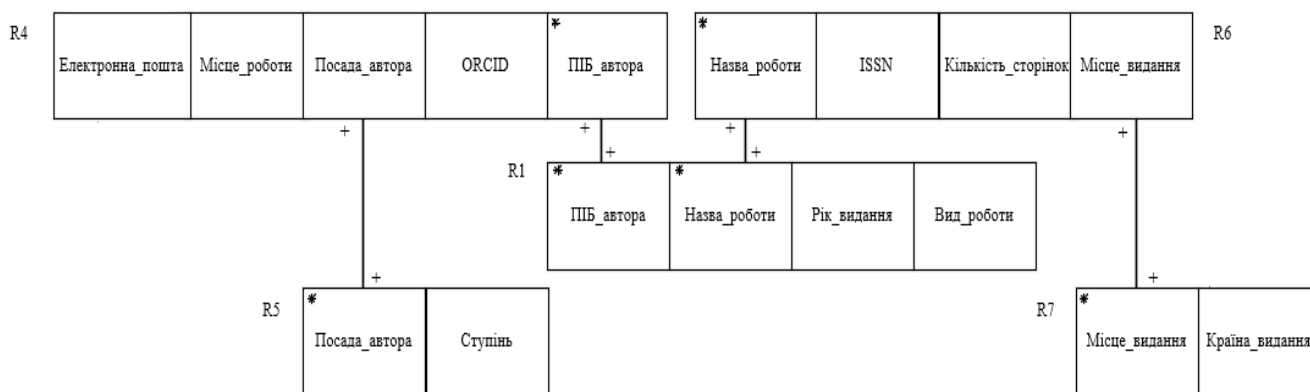 R4
Електронна_пошта Місце_роботи Посада_автора ORCID * ПІБ_автора
* Назва_роботи ISSN Кількість_сторінок Місце_видання
R6
+ + + +
+ +
R1
* ПІБ_автора * Назва_роботи Рік_видання Вид_роботи
+ +
R5
* Посада_автора Ступінь
R7
* Місце_видання Країна_видання